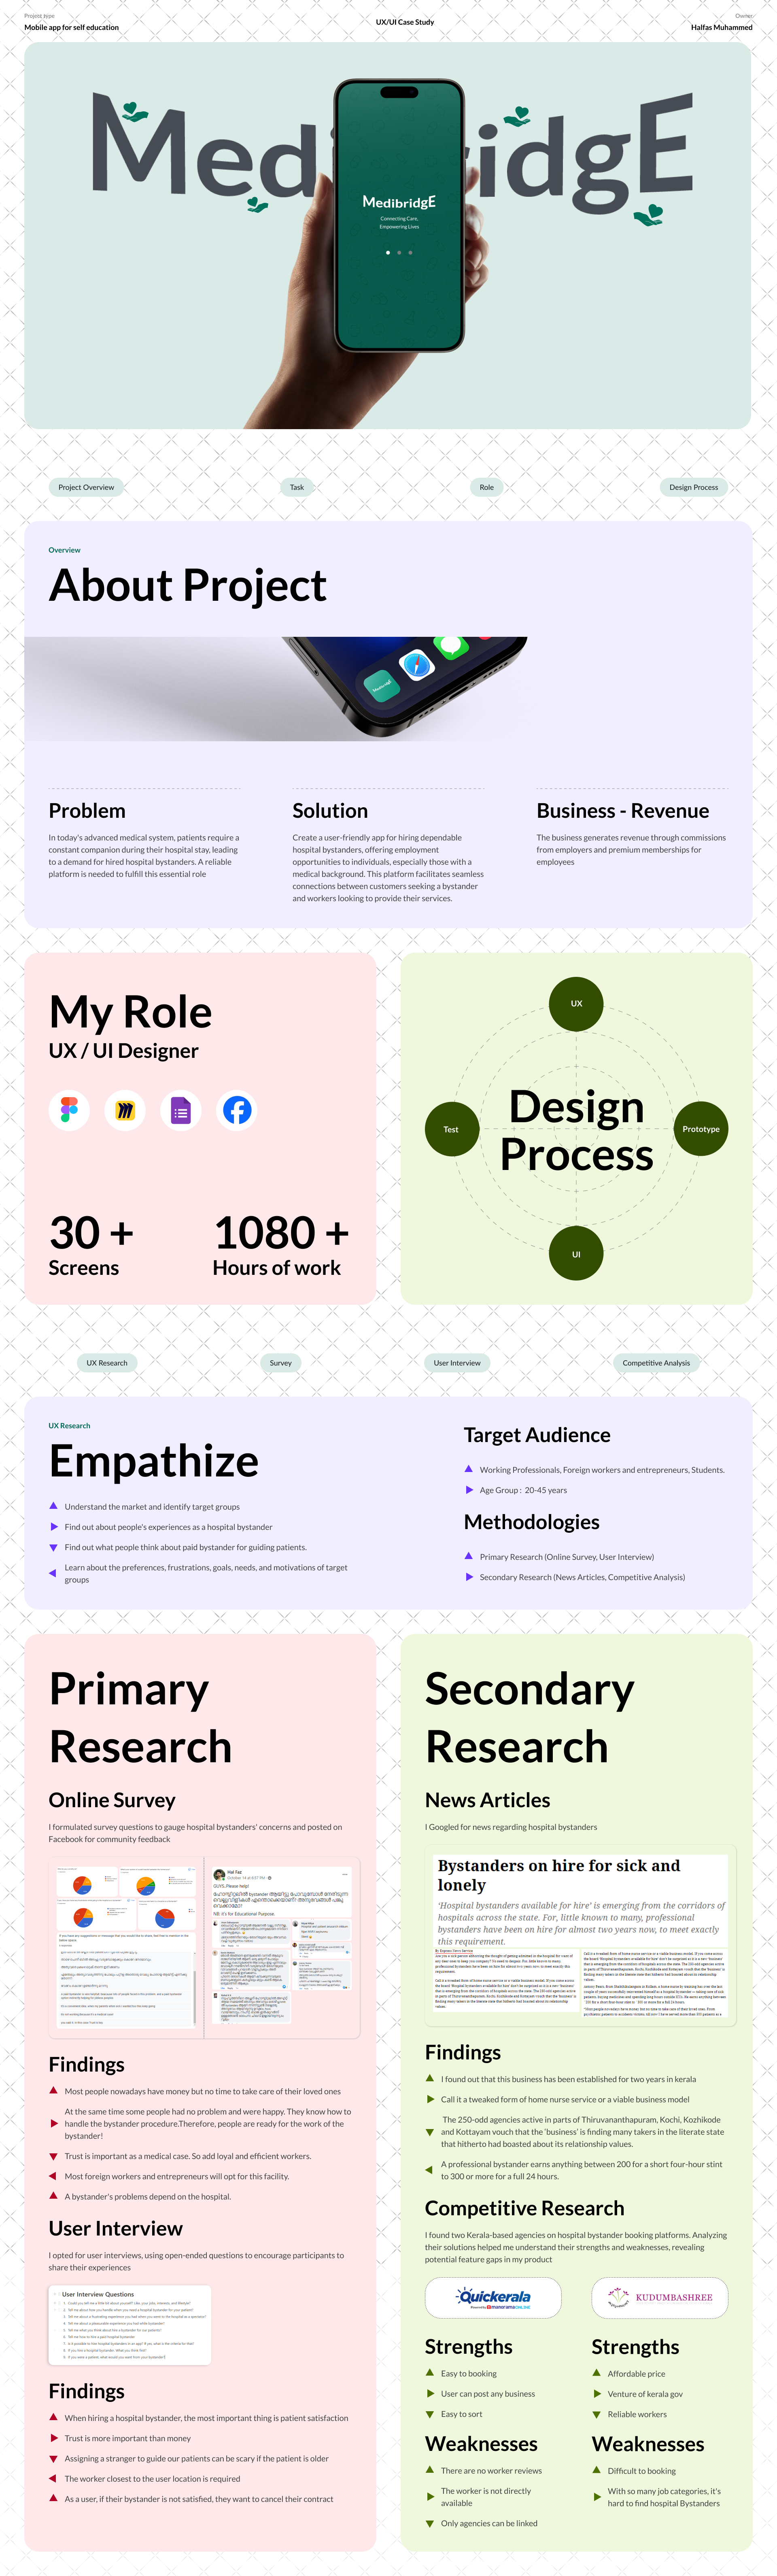 Project type
Mobile app for self education
UX/UI Case Study
Owner
Halfas Muhammed
MedibridgE
MedibridgE
Connecting Care,
Empowering Lives
Project Overview
Task
Role
Design Process
Overview
About Project
Problem
In today's advanced medical system, patients require a
constant companion during their hospital stay, leading
to a demand for hired hospital bystanders. A reliable
platform is needed to fulfill this essential role
Solution
Create a user-friendly app for hiring dependable
hospital bystanders, offering employment
opportunities to individuals, especially those with a
medical background. This platform facilitates seamless
connections between customers seeking a bystander
and workers looking to provide their services.
Business - Revenue
The business generates revenue through commissions
from employers and premium memberships for
employees
My Role
UX / UI Designer
30 +
Screens
1080 +
Hours of work
UX
Test
Design
Process
Prototype
UI
UX Research
Survey
User Interview
Competitive Analysis
UX Research
Empathize
Understand the market and identify target groups
Find out about people's experiences as a hospital bystander
Find out what people think about paid bystander for guiding patients.
Learn about the preferences, frustrations, goals, needs, and motivations of target
groups
Target Audience
Working Professionals, Foreign workers and entrepreneurs, Students.
Age Group : 20-45 years
Methodologies
Primary Research (Online Survey, User Interview)
Secondary Research (News Articles, Competitive Analysis)
Primary
Research
Online Survey
I formulated survey questions to gauge hospital bystanders' concerns and posted on
Facebook for community feedback
GUYS, Please help!
NB: It's for Educational Purpose.
Findings
Most people nowadays have money but no time to take care of their loved ones
At the same time some people had no problem and were happy. They know how to
handle the bystander procedure.Therefore, people are ready for the work of the
bystander!
Trust is important as a medical case. So add loyal and efficient workers.
Most foreign workers and entrepreneurs will opt for this facility.
A bystander's problems depend on the hospital.
User Interview
I opted for user interviews, using open-ended questions to encourage participants to
share their experiences
User Interview Questions
Findings
When hiring a hospital bystander, the most important thing is patient satisfaction
Trust is more important than money
Assigning a stranger to guide our patients can be scary if the patient is older
The worker closest to the user location is required
As a user, if their bystander is not satisfied, they want to cancel their contract
Secondary
Research
News Articles
I Googled for news regarding hospital bystanders
Bystanders on hire for sick and
lonely
'Hospital bystanders available for hire' is emerging from the corridors of
hospitals across the state. For, little known to many, professional
bystanders have been on hire for almost two years now, to meet exactly
this requirement.
Findings
I found out that this business has been established for two years in kerala
Call it a tweaked form of home nurse service or a viable business model
The 250-odd agencies active in parts of Thiruvananthapuram, Kochi, Kozhikode
and Kottayam vouch that the 'business' is finding many takers in the literate state
that hitherto had boasted about its relationship values.
A professional bystander earns anything between 200 for a short four-hour stint
to 300 or more for a full 24 hours.
Competitive Research
I found two Kerala-based agencies on hospital bystander booking platforms. Analyzing
their solutions helped me understand their strengths and weaknesses, revealing
potential feature gaps in my product
Quickerala
KUDUMBASHREE
Strengths
Easy to booking
User can post any business
Easy to sort
Weaknesses
There are no worker reviews
The worker is not directly
available
Only agencies can be linked
Strengths
Affordable price
Venture of kerala gov
Reliable workers
Weaknesses
Difficult to booking
With so many job categories, it's
hard to find hospital Bystanders